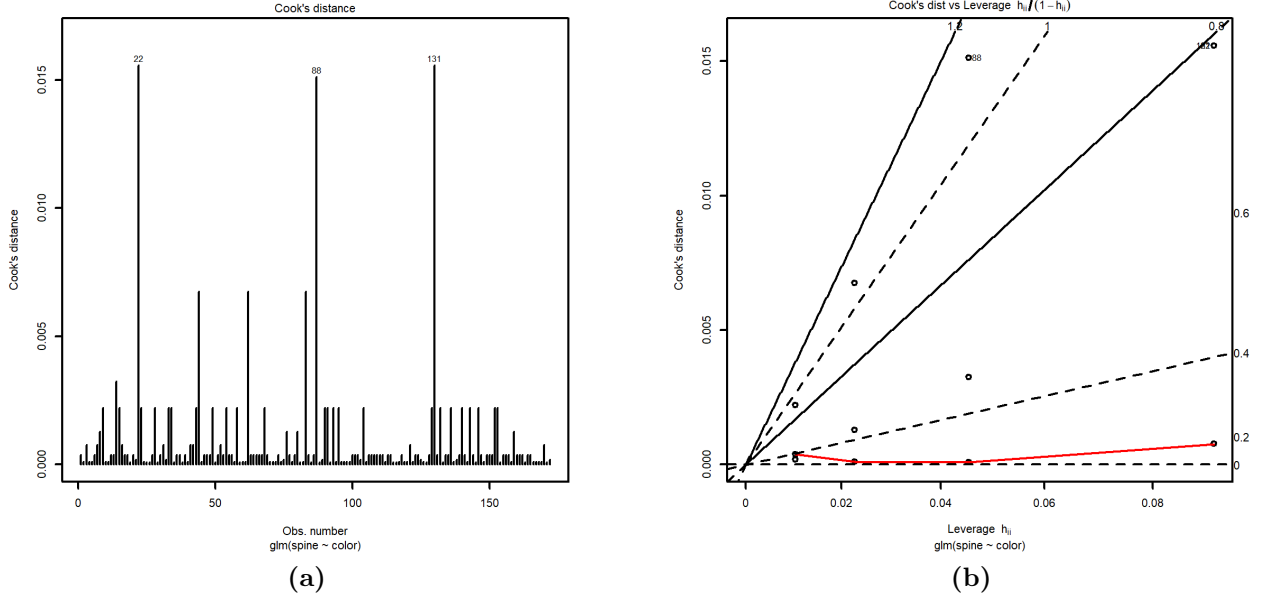 Cook's distance
22
88
131
0.015
0.010
0.005
0.000
Cook's distance
0
50
100
150
Obs. number
glm(spine ~ color)
(a)
Cook's dist vs Leverage hᵢᵢ/(1−hᵢᵢ)
1.2
1
0.8
88
0.6
0.4
0.2
0
0.015
0.010
0.005
0.000
Cook's distance
0
0.02
0.04
0.06
0.08
Leverage hᵢᵢ
glm(spine ~ color)
(b)